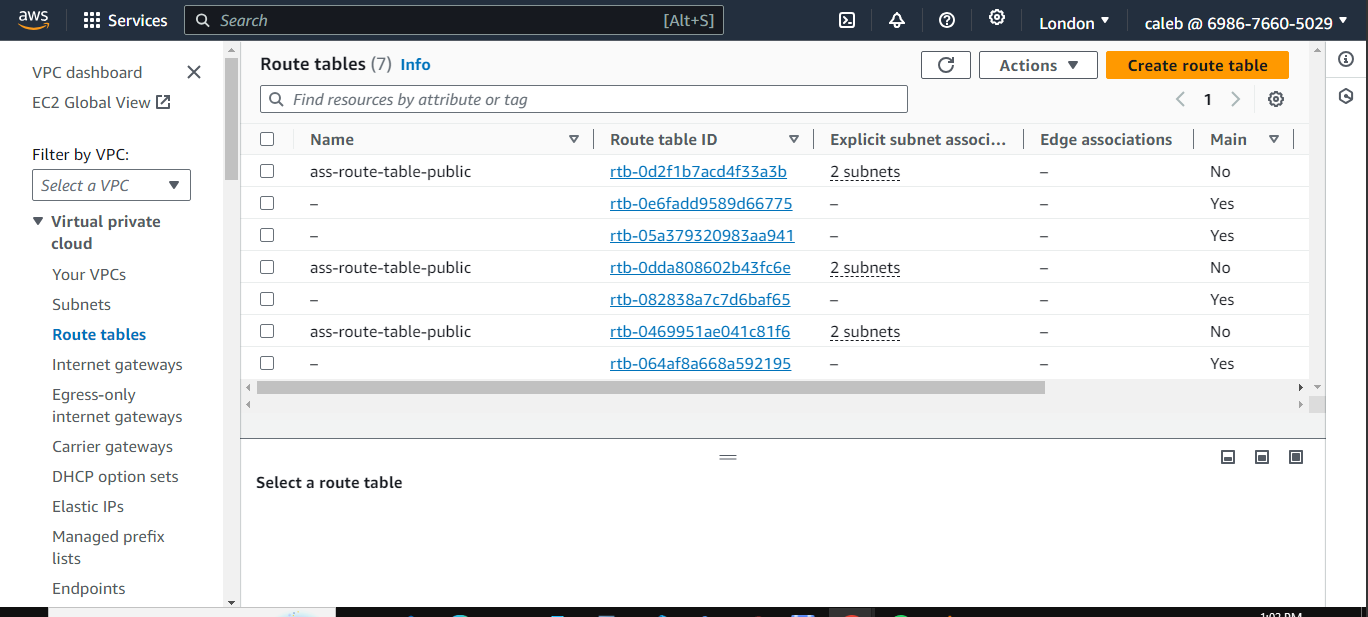 aws
Services
Search [Alt+S]
London
caleb @ 6986-7660-5029
VPC dashboard
EC2 Global View
Filter by VPC:
Select a VPC
Virtual private
cloud
Your VPCs
Subnets
Route tables
Internet gateways
Egress-only
internet gateways
Carrier gateways
DHCP option sets
Elastic IPs
Managed prefix
lists
Endpoints
Route tables (7) Info
Actions
Create route table
Find resources by attribute or tag
1
Name Route table ID Explicit subnet associ... Edge associations Main
ass-route-table-public rtb-0d2f1b7acd4f33a3b 2 subnets – No
– rtb-0e6fadd9589d66775 – – Yes
– rtb-05a379320983aa941 – – Yes
ass-route-table-public rtb-0dda808602b43fc6e 2 subnets – No
– rtb-082838a7c7d6baf65 – – Yes
ass-route-table-public rtb-0469951ae041c81f6 2 subnets – No
– rtb-064af8a668a592195 – – Yes
Select a route table
1:02 PM